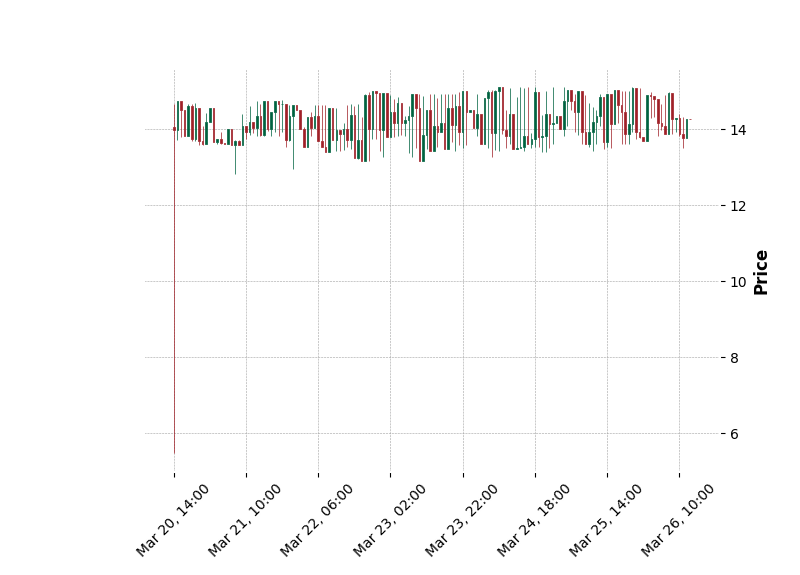 14
12
10
8
6
Price
Mar 20, 14:00
Mar 21, 10:00
Mar 22, 06:00
Mar 23, 02:00
Mar 23, 22:00
Mar 24, 18:00
Mar 25, 14:00
Mar 26, 10:00